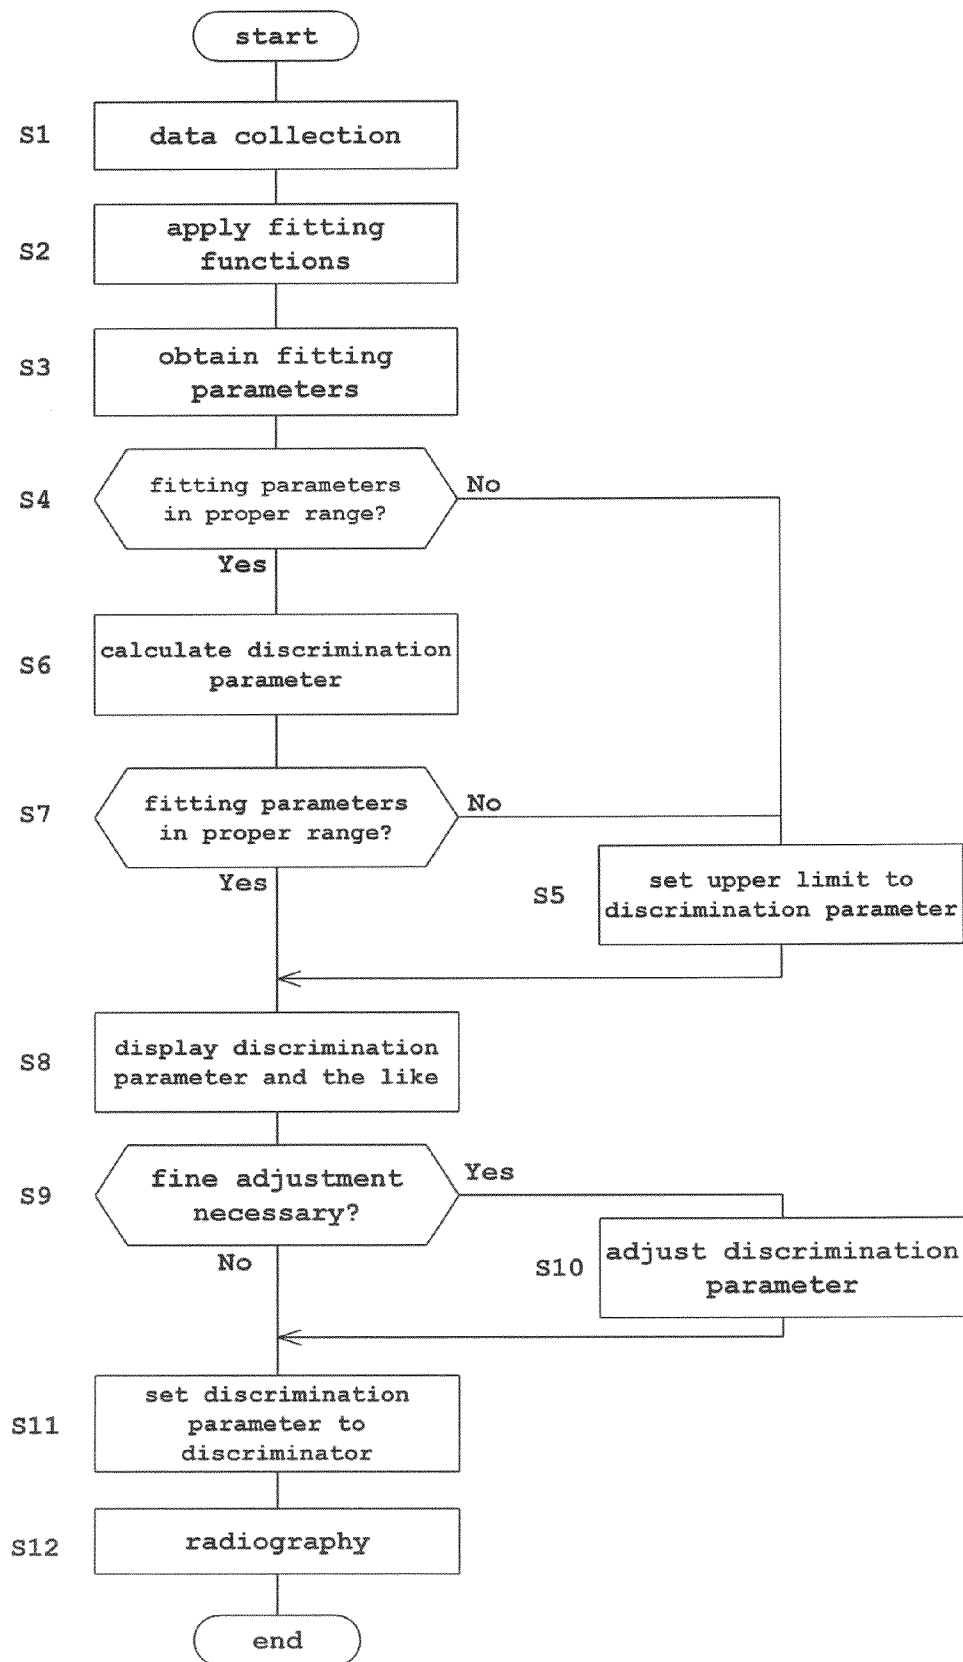 start
S1
data collection
S2
apply fitting
functions
S3
obtain fitting
parameters
S4
fitting parameters
in proper range?
No
Yes
S6
calculate discrimination
parameter
S7
fitting parameters
in proper range?
No
Yes
S5
set upper limit to
discrimination parameter
S8
display discrimination
parameter and the like
S9
fine adjustment
necessary?
Yes
No
S10
adjust discrimination
parameter
S11
set discrimination
parameter to
discriminator
S12
radiography
end